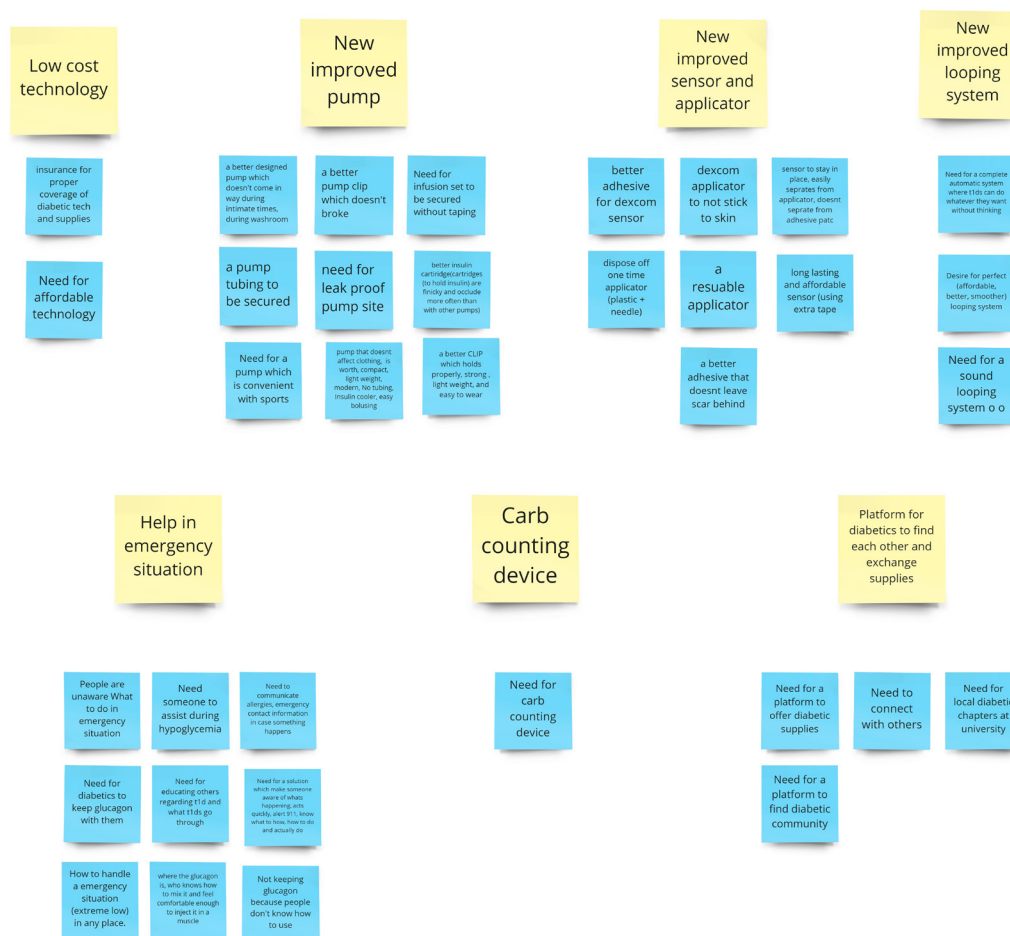 Low cost
technology
insurance for
proper
coverage of
diabetic tech
and supplies
Need for
affordable
technology
New
improved
pump
a better designed
pump which
doesn't come in
way during
intimate times,
during washroom
a better
pump clip
which doesn't
broke
Need for
infusion set to
be secured
without taping
a pump
tubing to
be secured
need for
leak proof
pump site
better insulin
cartinidge(cartridges
(to hold insulin) are
finicky and occlude
more often than
with other pumps)
Need for a
pump which
is convenient
with sports
pump that doesnt
affect clothing, is
worth, compact,
light weight,
modern, No tubing,
Insulin cooler, easy
bolusing
a better CLIP
which holds
properly, strong ,
light weight, and
easy to wear
New
improved
sensor and
applicator
better
adhesive
for dexcom
sensor
dexcom
applicator
to not stick
to skin
sensor to stay in
place, easily
seprates from
applicator, doesnt
seprate from
adhesive patc
dispose off
one time
applicator
(plastic +
needle)
a
resuable
applicator
long lasting
and affordable
sensor (using
extra tape
a better
adhesive that
doesnt leave
scar behind
New
improved
looping
system
Need for a complete
automatic system
where t1ds can do
whatever they want
without thinking
Desire for perfect
(affordable,
better, smoother)
looping system
Need for a
sound
looping
system o o
Help in
emergency
situation
People are
unaware What
to do in
emergency
situation
Need
someone to
assist during
hypoglycemia
Need to
communicate
allergies, emergency
contact information
in case something
happens
Need for
diabetics to
keep glucagon
with them
Need for
educating others
regarding t1d and
what t1ds go
through
Need for a solution
which make someone
aware of whats
happening, acts
quickly, alert 911, know
what to how, how to do
and actually do
How to handle
a emergency
situation
(extreme low)
in any place.
where the glucagon
is, who knows how
to mix it and feel
comfortable enough
to inject it in a
muscle
Not keeping
glucagon
because people
don't know how
to use
Carb
counting
device
Need for
carb
counting
device
Platform for
diabetics to find
each other and
exchange
supplies
Need for a
platform to
offer diabetic
supplies
Need to
connect
with others
Need for
local diabetic
chapters at
university
Need for a
platform to
find diabetic
community